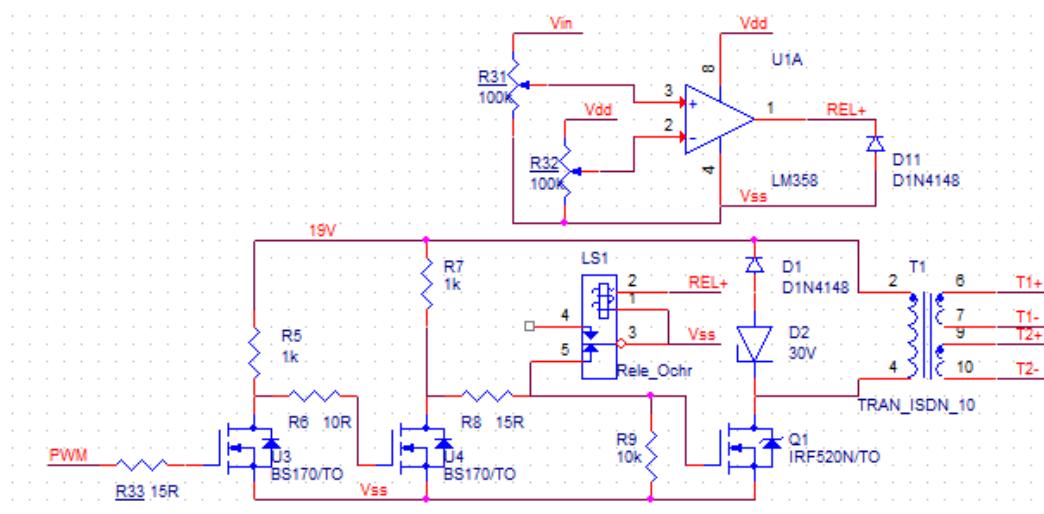 Vin
Vdd
U1A
R31
100k
8
3
+
1
REL+
Vdd
2
-
R32
100k
4
LM358
D11
D1N4148
Vss
19V
LS1
R7
1k
D1
D1N4148
T1
2
REL+
2
6
T1+
1
4
Vss
7
T1-
R5
1k
3
D2
30V
9
T2+
5
Rele_Ochr
4
10
T2-
TRAN_ISDN_10
R6 10R
R8 15R
R9
10k
Q1
IRF520N/TO
PWM
U3
BS170/TO
U4
BS170/TO
R33 15R
Vss